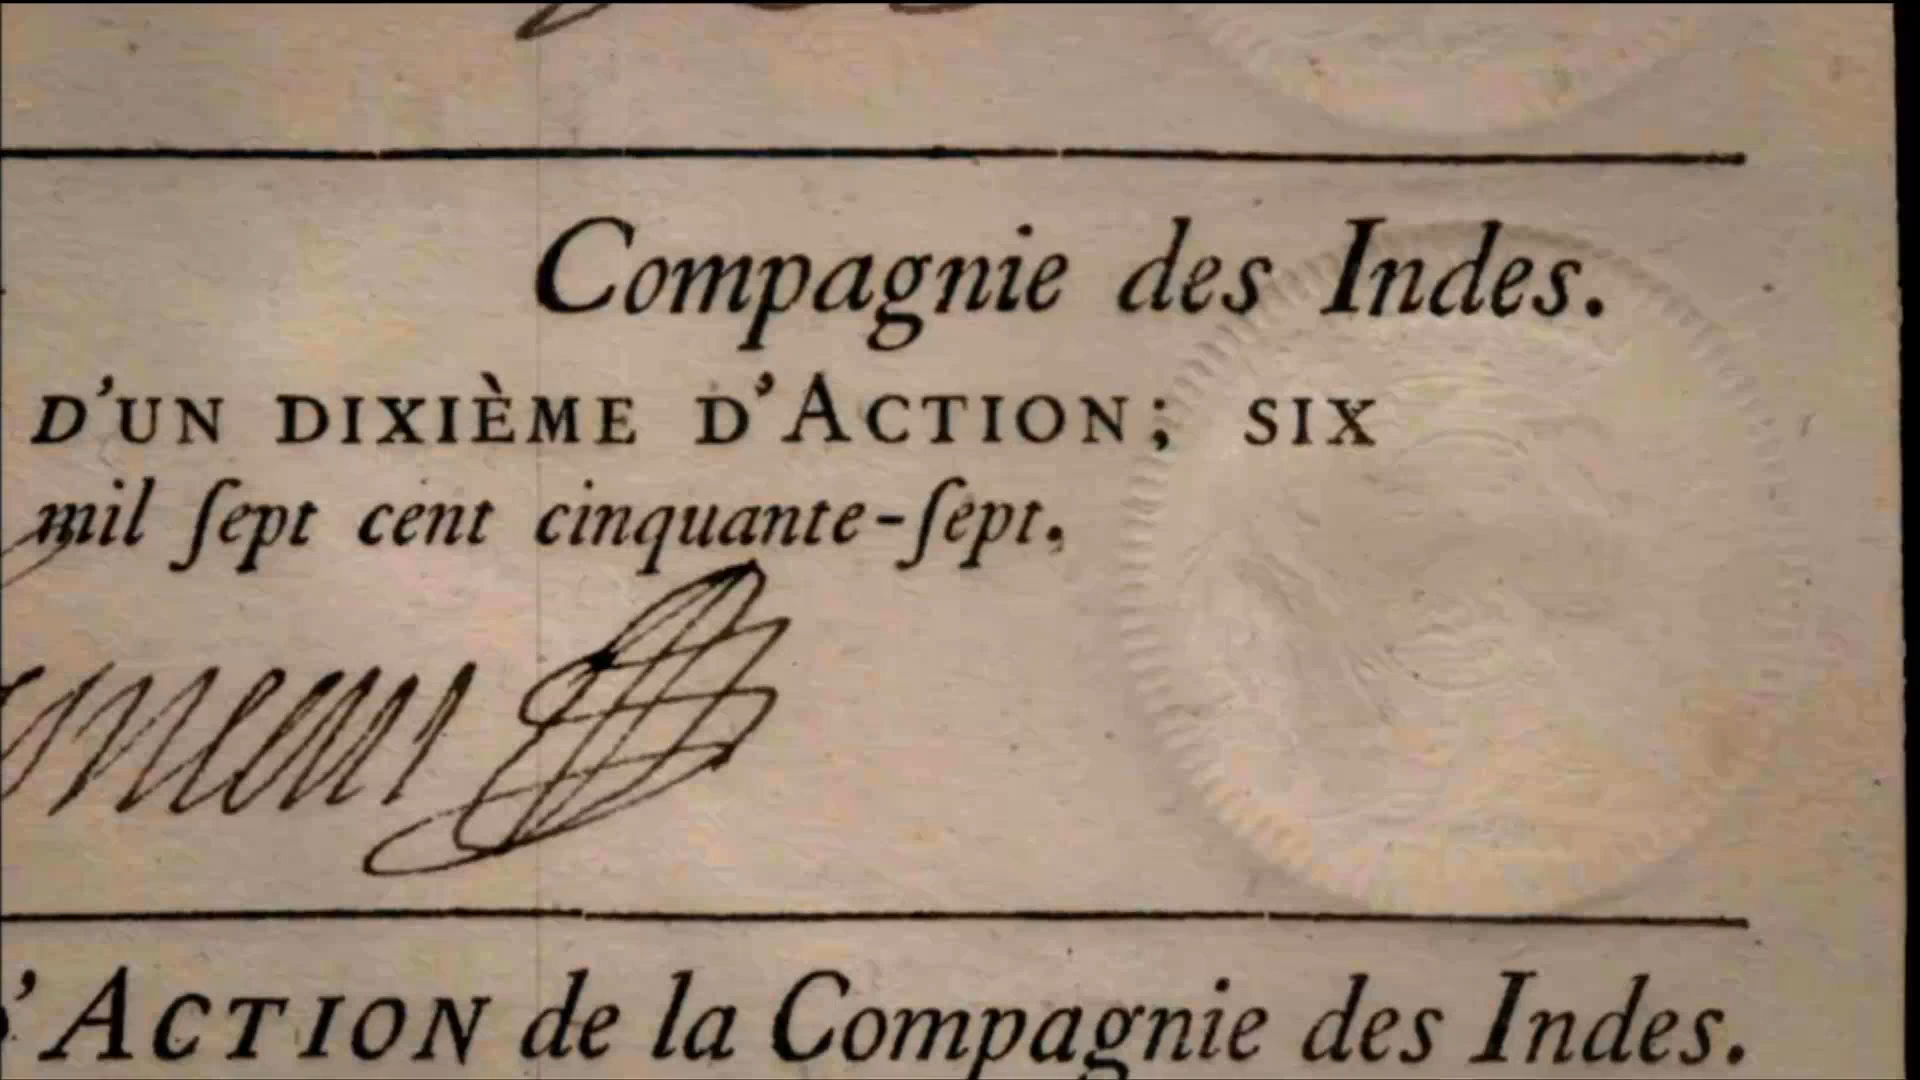 Compagnie des Indes.
D'UN DIXIÈME D'ACTION; SIX
mil ſept cent cinquante-ſept.
'ACTION de la Compagnie des Indes.